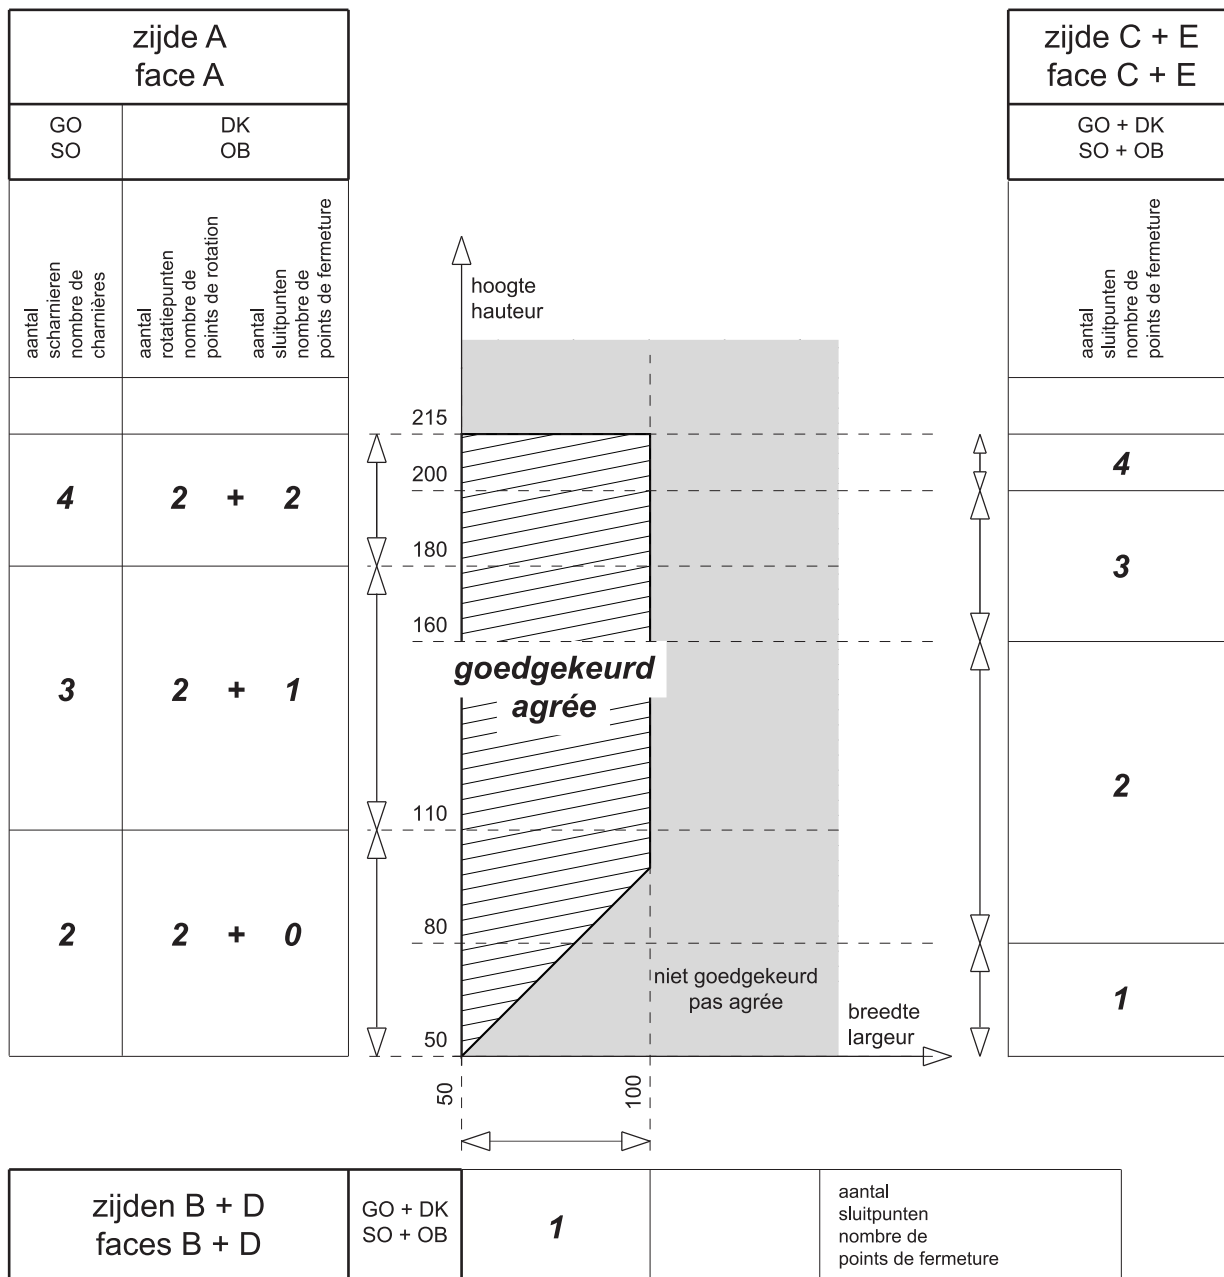 zijde A
face A
GO
SO
DK
OB
aantal
scharnieren
nombre de
charnières
aantal
rotatiepunten
nombre de
points de rotation
aantal
sluitpunten
nombre de
points de fermeture
4
2 + 2
3
2 + 1
2
2 + 0
hoogte
hauteur
215
200
180
160
110
80
50
goedgekeurd
agrée
niet goedgekeurd
pas agrée
breedte
largeur
50
100
zijde C + E
face C + E
GO + DK
SO + OB
aantal
sluitpunten
nombre de
points de fermeture
4
3
2
1
zijden B + D
faces B + D
GO + DK
SO + OB
1
aantal
sluitpunten
nombre de
points de fermeture